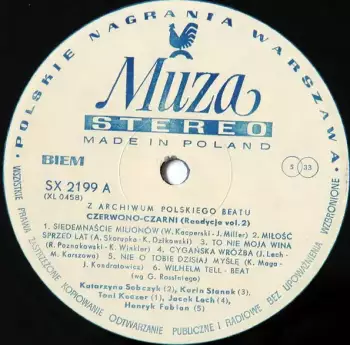 POLSKIE NAGRANIA WARSZAWA
Muza
STEREO
MADE IN POLAND
BIEM
S 33
SX 2199 A
(XL 0458)
Z ARCHIWUM POLSKIEGO BEATU
CZERWONO-CZARNI (Reedycja vol. 2)
1. SIEDEMNAŚCIE MILIONÓW (W. Kacperski - J. Miller) 2. MIŁOŚĆ
SPRZED LAT (A. Skorupka - K. Dzikowski) 3. TO NIE MOJA WINA
(R. Poznakowski - K. Winkler) 4. CYGAŃSKA WRÓŻBA (J. Lech -
M. Karszowa) 5. NIE O TOBIE DZISIAJ MYŚLĘ (K. Maga -
J. Kondratowicz) 6. WILHELM TELL - BEAT
(wg G. Rossiniego)
Katarzyna Sobczyk (2), Karin Stanek (3),
Toni Keczer (1), Jacek Lech (4),
Henryk Fabian (5)
WSZYSTKIE PRAWA ZASTRZEŻONE KOPIOWANIE ODTWARZANIE PUBLICZNE I RADIOWE BEZ UPOWAŻNIENIA WZBRONIONE